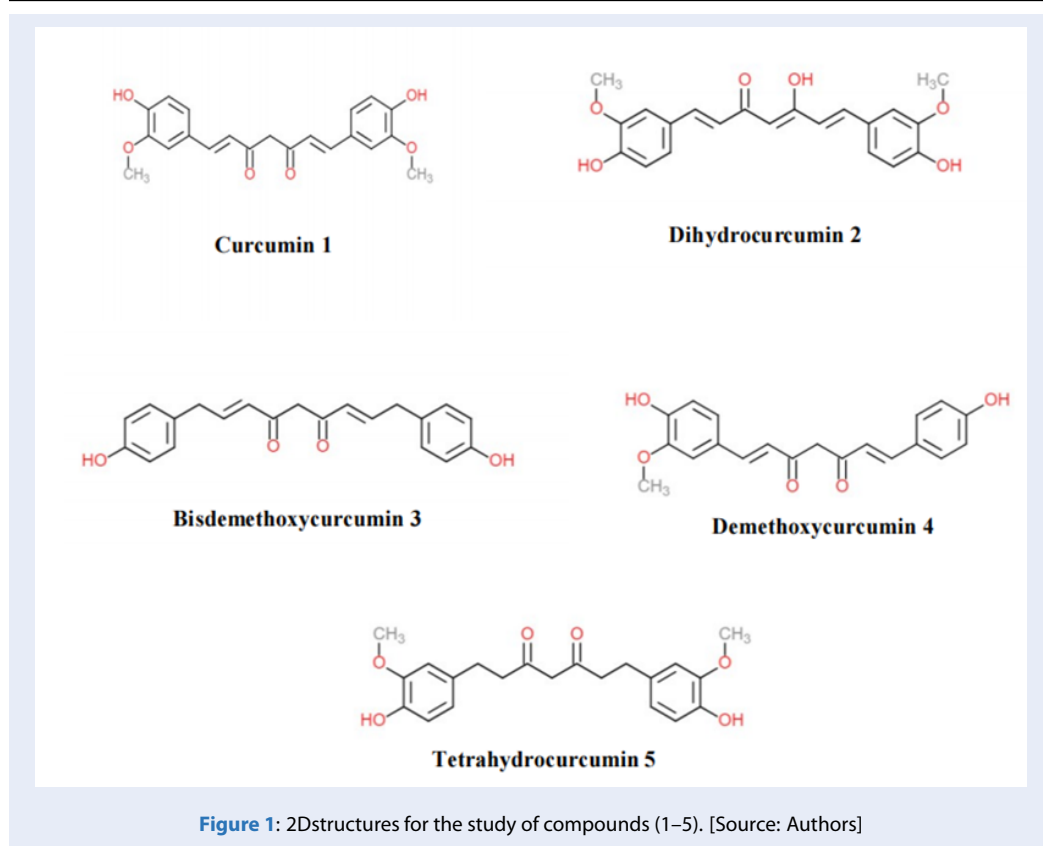 HO
OH
O
O
CH3
O
O
CH3
Curcumin 1
CH3
O
OH
H3C
O
O
HO
OH
Dihydrocurcumin 2
HO
O
O
OH
Bisdemethoxycurcumin 3
HO
OH
O
CH3
O
O
Demethoxycurcumin 4
CH3
O
O
CH3
O
O
HO
OH
Tetrahydrocurcumin 5
Figure 1: 2Dstructures for the study of compounds (1–5). [Source: Authors]